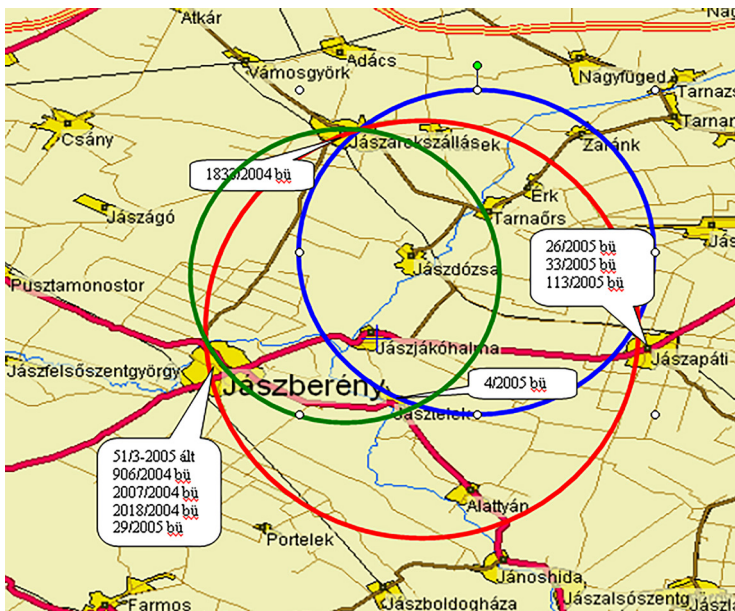 Nag
Atkár
Adács
Vámosgyörk
Nagyfüged
Tarnazs
Tarnar
Csány
Jászárokszállás
ek
Zaránk
1833/2004 bü
Erk
Jászágó
Tarnaőrs
26/2005 bü
33/2005 bü
113/2005 bü
Jás
Jászdózsa
Pusztamonostor
Jászjákóhalma
Jászapáti
Jászfelsőszentgyörgy
Jászberény
4/2005 bü
Jásztelek
51/3-2005 ált
906/2004 bü
2007/2004 bü
2018/2004 bü
29/2005 bü
Alattyán
Portelek
Jánoshida
Farmos
Jászboldogháza
Jászalsószentg